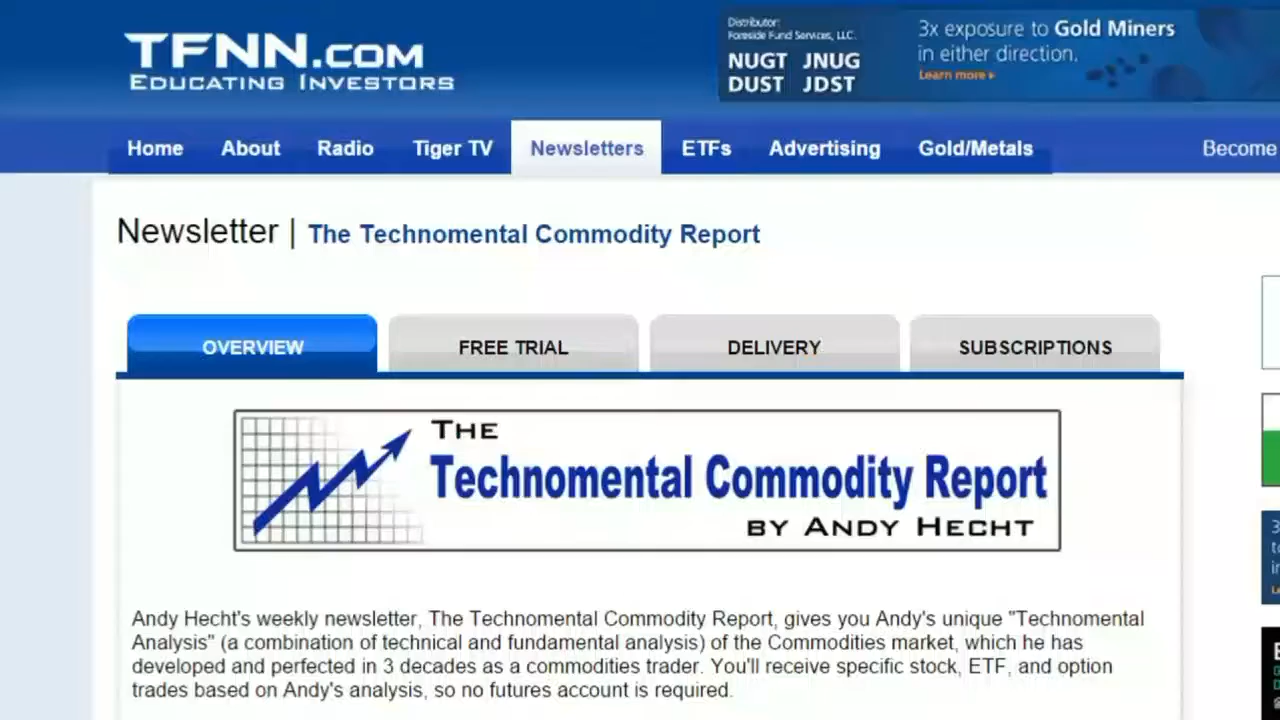 TFNN.COM
EDUCATING INVESTORS
Distributor:
Foreside Fund Services, LLC.
NUGT JNUG
DUST JDST
3x exposure to Gold Miners
in either direction.
Learn more
Home About Radio Tiger TV Newsletters ETFs Advertising Gold/Metals Become
Newsletter | The Technomental Commodity Report
OVERVIEW FREE TRIAL DELIVERY SUBSCRIPTIONS
THE
Technomental Commodity Report
BY ANDY HECHT
Andy Hecht's weekly newsletter, The Technomental Commodity Report, gives you Andy's unique "Technomental
Analysis" (a combination of technical and fundamental analysis) of the Commodities market, which he has
developed and perfected in 3 decades as a commodities trader. You'll receive specific stock, ETF, and option
trades based on Andy's analysis, so no futures account is required.